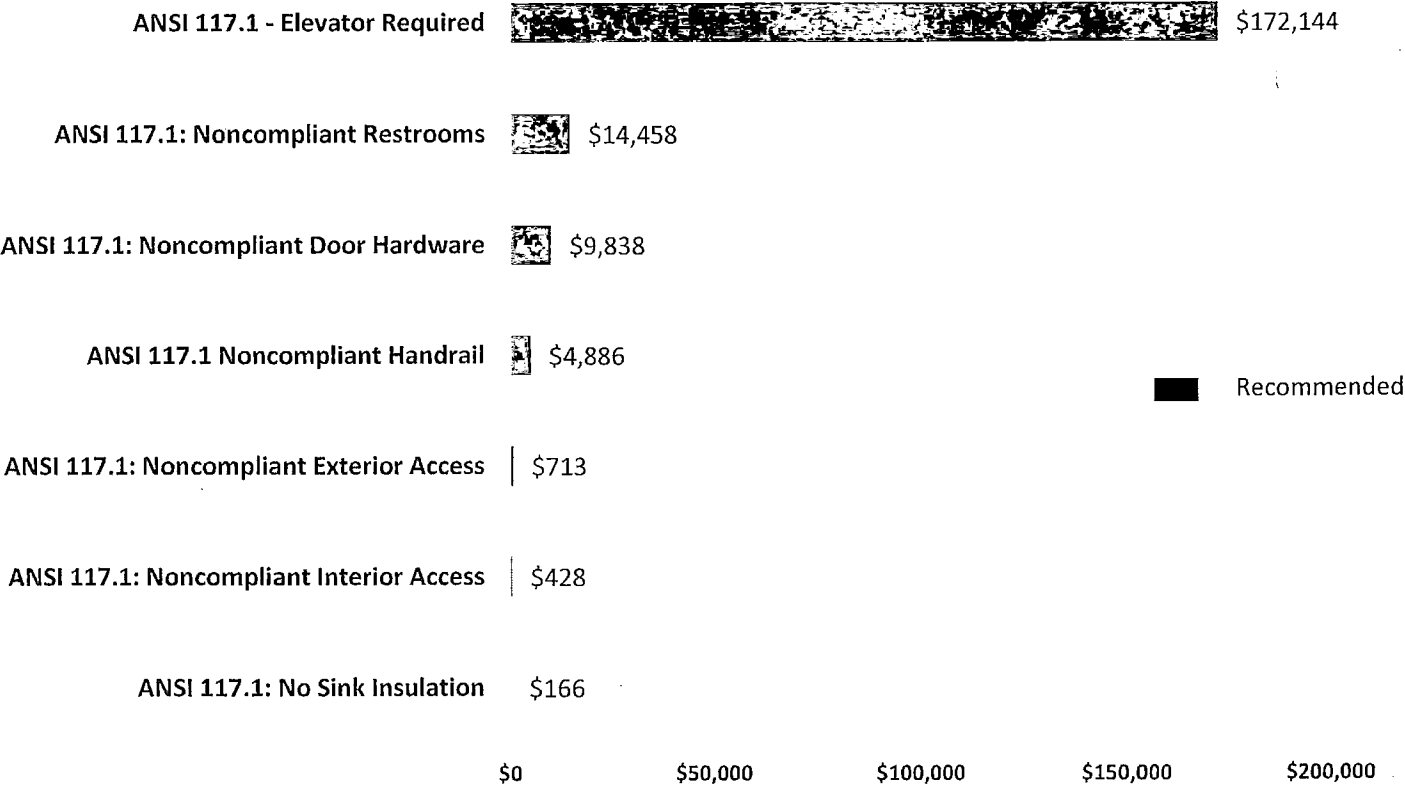 ANSI 117.1 - Elevator Required $172,144
ANSI 117.1: Noncompliant Restrooms $14,458
ANSI 117.1: Noncompliant Door Hardware $9,838
ANSI 117.1 Noncompliant Handrail $4,886
Recommended
ANSI 117.1: Noncompliant Exterior Access $713
ANSI 117.1: Noncompliant Interior Access $428
ANSI 117.1: No Sink Insulation $166
$0 $50,000 $100,000 $150,000 $200,000